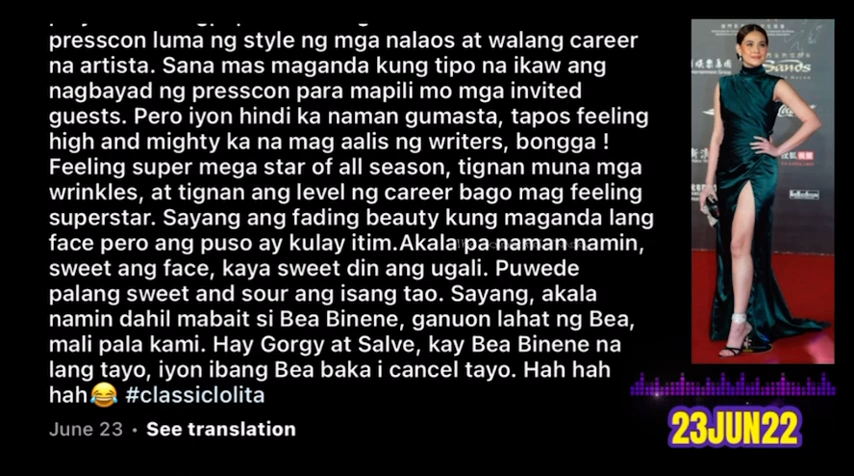 presscon luma ng style ng mga nalaos at walang career
na artista. Sana mas maganda kung tipo na ikaw ang
nagbayad ng presscon para mapili mo mga invited
guests. Pero iyon hindi ka naman gumasta, tapos feeling
high and mighty ka na mag aalis ng writers, bongga !
Feeling super mega star of all season, tignan muna mga
wrinkles, at tignan ang level ng career bago mag feeling
superstar. Sayang ang fading beauty kung maganda lang
face pero ang puso ay kulay itim.Akala pa naman namin,
sweet ang face, kaya sweet din ang ugali. Puwede
palang sweet and sour ang isang tao. Sayang, akala
namin dahil mabait si Bea Binene, ganuon lahat ng Bea,
mali pala kami. Hay Gorgy at Salve, kay Bea Binene na
lang tayo, iyon ibang Bea baka i cancel tayo. Hah hah
hah😂 #classiclolita
June 23 • See translation
Sands
23JUN22